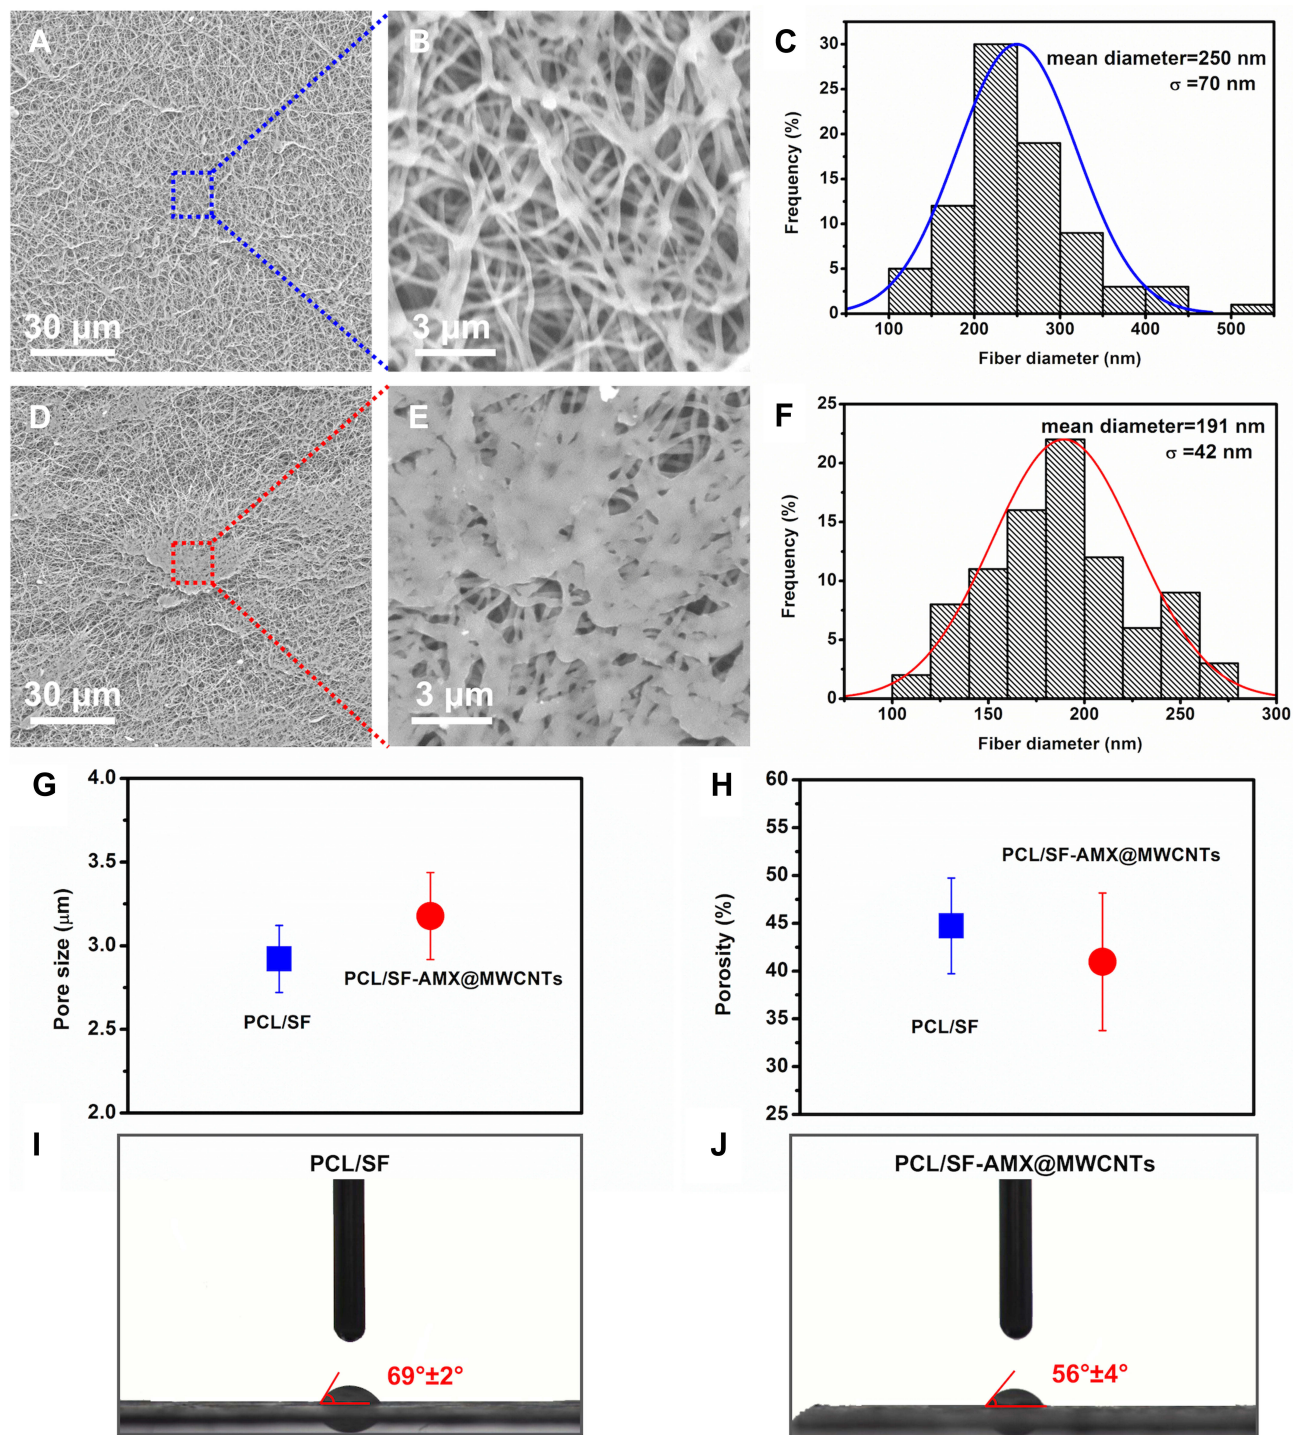 A
30 μm
B
3 μm
C
mean diameter=250 nm
σ =70 nm
Frequency (%)
30
25
20
15
10
5
0
100 200 300 400 500
Fiber diameter (nm)
D
30 μm
E
3 μm
F
mean diameter=191 nm
σ =42 nm
Frequency (%)
25
20
15
10
5
0
100 150 200 250 300
Fiber diameter (nm)
G
Pore size (μm)
4.0
3.5
3.0
2.5
2.0
PCL/SF
PCL/SF-AMX@MWCNTs
H
Porosity (%)
60
55
50
45
40
35
30
25
PCL/SF-AMX@MWCNTs
PCL/SF
I
PCL/SF
69°±2°
J
PCL/SF-AMX@MWCNTs
56°±4°